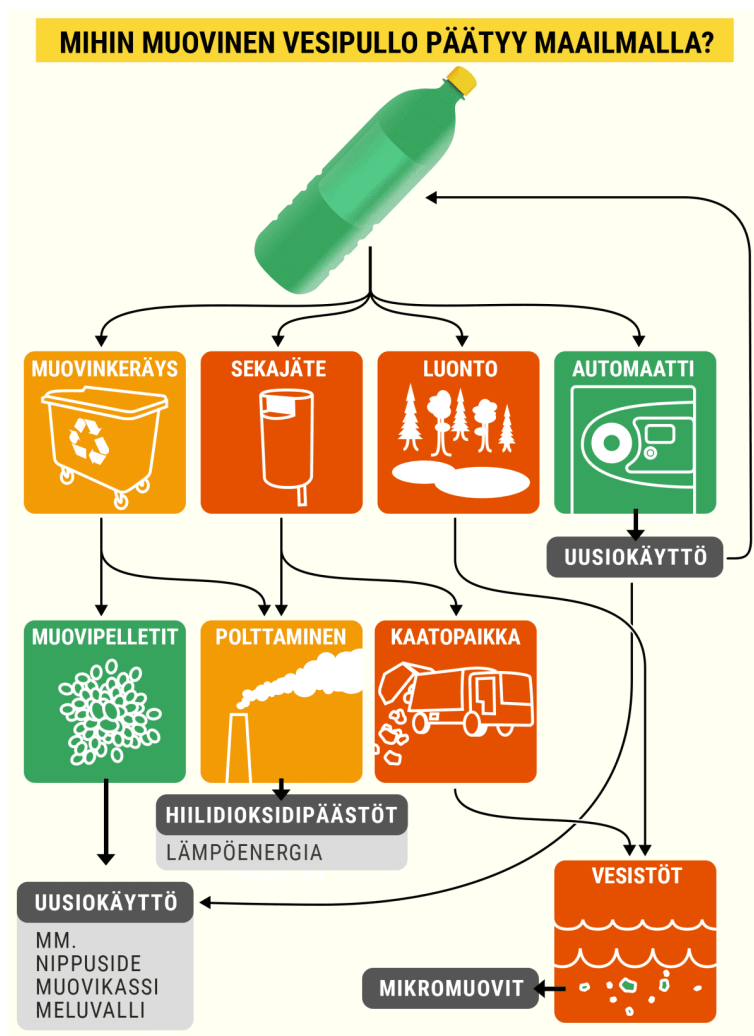 MIHIN MUOVINEN VESIPULLO PÄÄTYY MAAILMALLA?
MUOVINKERÄYS
SEKAJÄTE
LUONTO
AUTOMAATTI
UUSIOKÄYTTÖ
MUOVIPELLETIT
POLTTAMINEN
KAATOPAIKKA
HIILIDIOKSIDIPÄÄSTÖT
LÄMPÖENERGIA
VESISTÖT
UUSIOKÄYTTÖ
MM.
NIPPUSIDE
MUOVIKASSI
MELUVALLI
MIKROMUOVIT